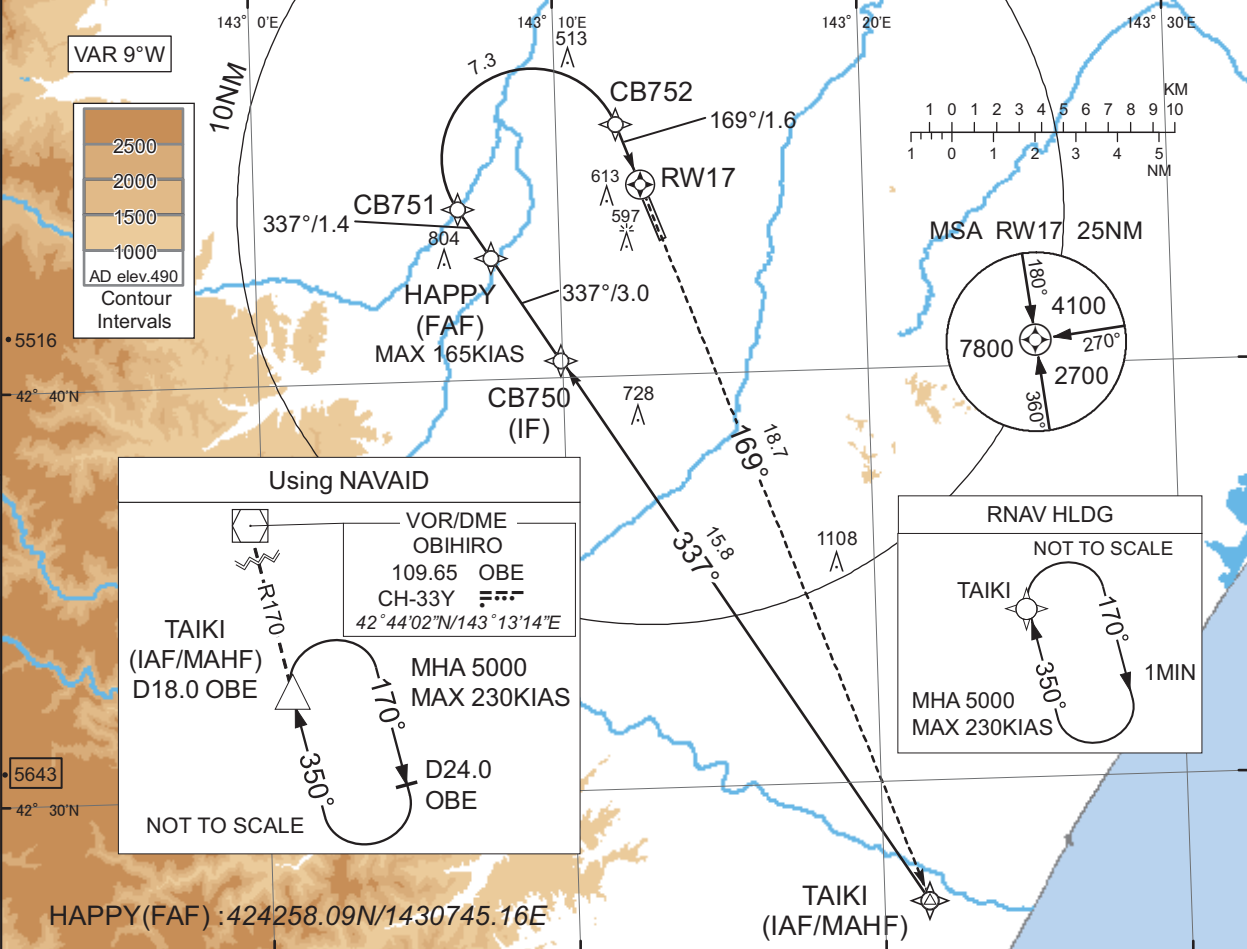 143° 0'E
143° 10'E
143° 20'E
143° 30'E
VAR 9°W
10NM
2500
2000
1500
1000
AD elev.490
Contour
Intervals
513
7.3
CB752
169°/1.6
RW17
613
597
CB751
337°/1.4
804
HAPPY
(FAF)
MAX 165KIAS
337°/3.0
CB750
(IF)
728
KM
1 0 1 2 3 4 5 6 7 8 9 10
1 0 1 2 3 4 5
NM
MSA RW17 25NM
180°
4100
270°
7800
2700
360°
5516
42° 40'N
18.7
169°
15.8
337°
1108
Using NAVAID
VOR/DME
OBIHIRO
109.65 OBE
CH-33Y
42°44'02"N/143°13'14"E
R170
TAIKI
(IAF/MAHF)
D18.0 OBE
MHA 5000
MAX 230KIAS
170°
350°
D24.0
OBE
NOT TO SCALE
RNAV HLDG
NOT TO SCALE
TAIKI
170°
350°
1MIN
MHA 5000
MAX 230KIAS
5643
42° 30'N
TAIKI
(IAF/MAHF)
HAPPY(FAF) : 424258.09N/1430745.16E